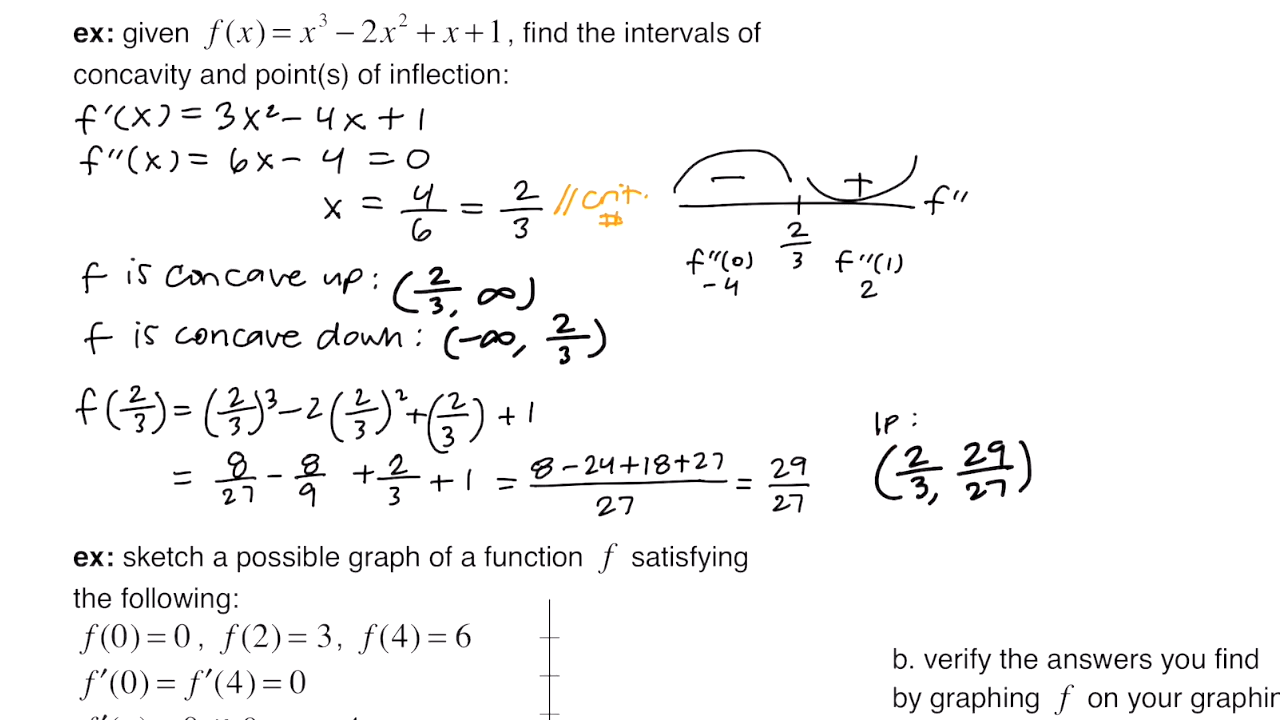 ex: given f(x) = x³ − 2x² + x + 1, find the intervals of
concavity and point(s) of inflection:
f'(x) = 3x² − 4x + 1
f''(x) = 6x − 4 = 0
x = 4/6 = 2/3 // crit. #
− + f''
2/3
f''(0) f''(1)
-4 2
f is concave up: (2/3, ∞)
f is concave down: (-∞, 2/3)
f(2/3) = (2/3)³ − 2(2/3)² + (2/3) + 1
= 8/27 − 8/9 + 2/3 + 1 = 8 − 24 + 18 + 27/27 = 29/27
IP:
(2/3, 29/27)
ex: sketch a possible graph of a function f satisfying
the following:
f(0) = 0, f(2) = 3, f(4) = 6
f′(0) = f′(4) = 0
b. verify the answers you find
by graphing f on your graphin